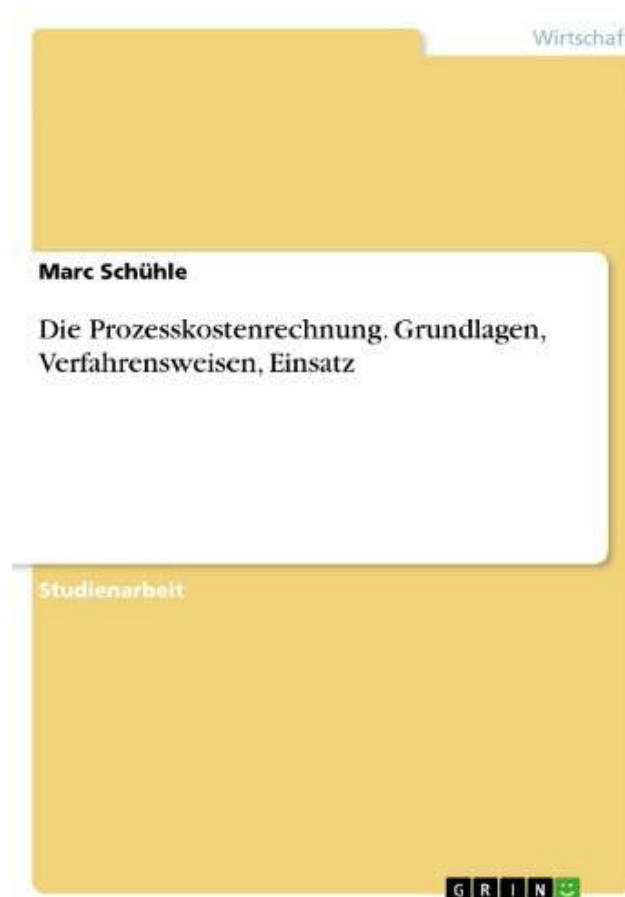 Wirtschaf
Marc Schühle
Die Prozesskostenrechnung. Grundlagen,
Verfahrensweisen, Einsatz
Studienarbeit
GRIN